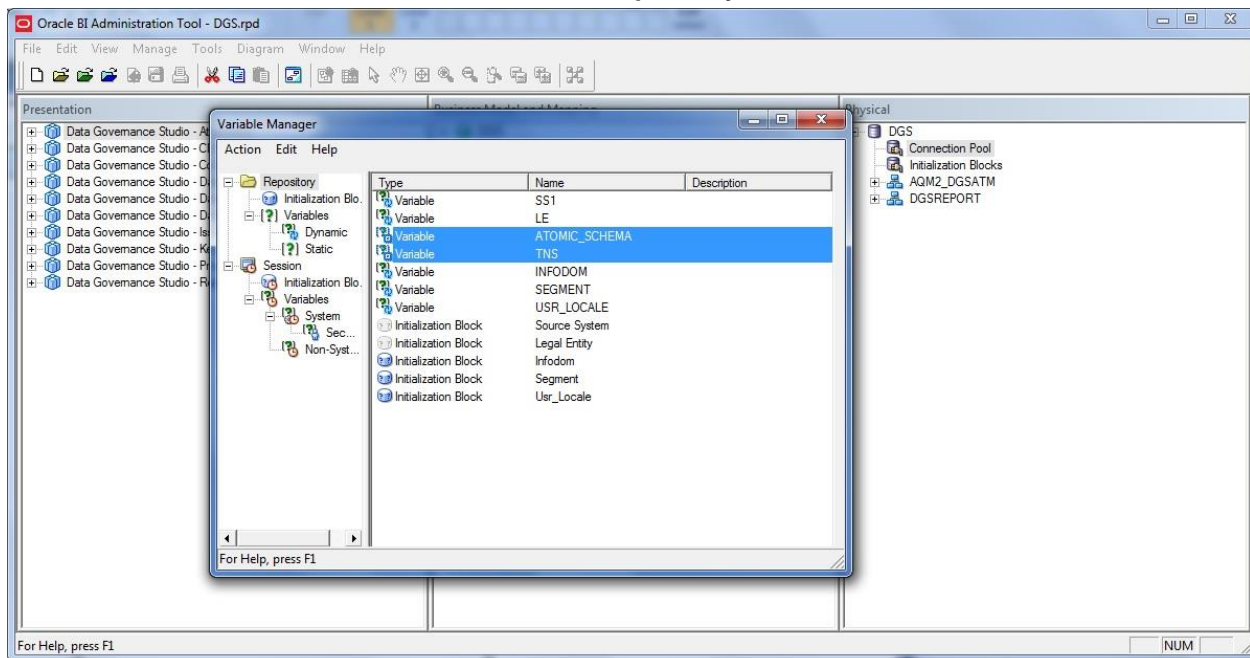 Oracle BI Administration Tool - DGS.rpd
File Edit View Manage Tools Diagram Window Help
Presentation
Physical
Data Governance Studio - A
Data Governance Studio - C
Data Governance Studio - Co
Data Governance Studio - D
Data Governance Studio - D
Data Governance Studio - D
Data Governance Studio - Is
Data Governance Studio - Ke
Data Governance Studio - Pr
Data Governance Studio - R
Variable Manager
Action Edit Help
Repository
Initialization Blo.
Variables
Dynamic
Static
Session
Initialization Blo.
Variables
System
Sec...
Non-Syst...
Type Name Description
Variable SS1
Variable LE
Variable ATOMIC_SCHEMA
Variable TNS
Variable INFODOM
Variable SEGMENT
Variable USR_LOCALE
Initialization Block Source System
Initialization Block Legal Entity
Initialization Block Infodom
Initialization Block Segment
Initialization Block Usr_Locale
For Help, press F1
DGS
Connection Pool
Initialization Blocks
AQM2_DGSATM
DGSREPORT
For Help, press F1
NUM